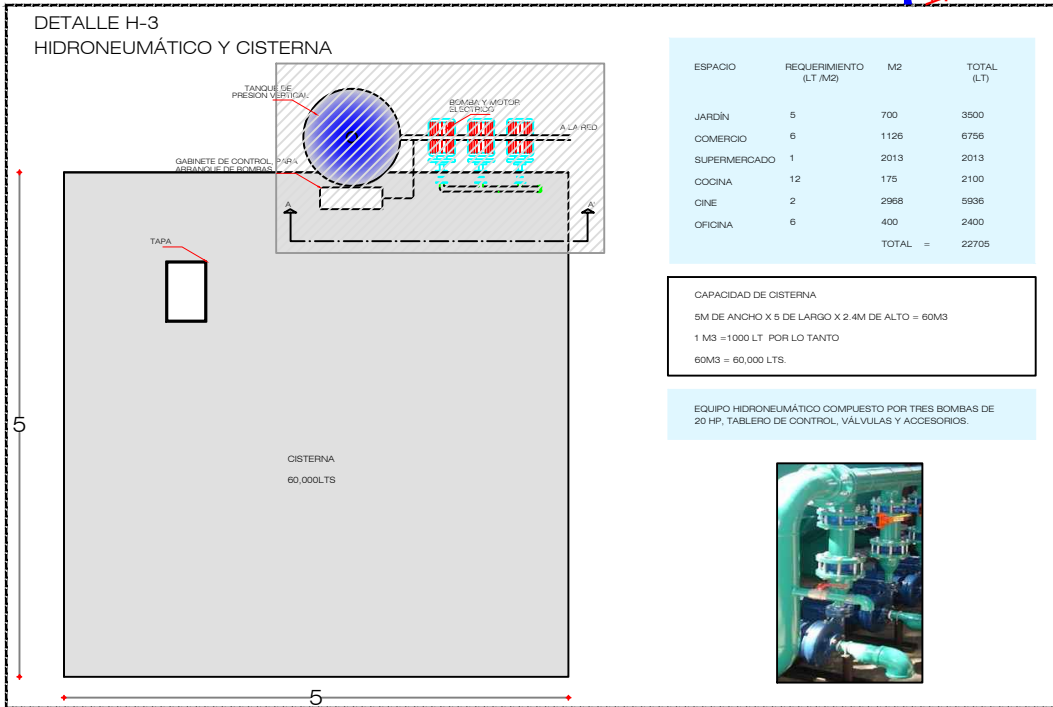 DETALLE H-3
HIDRONEUMÁTICO Y CISTERNA
TANQUE DE
PRESION VERTICAL
BOMBA Y MOTOR
ELECTRICO
A LA RED
GABINETE DE CONTROL, PARA
ARRANQUE DE BOMBAS
A
A'
TAPA
CISTERNA
60,000LTS
5
5
ESPACIO REQUERIMIENTO M2 TOTAL
(LT /M2) (LT)
JARDÍN 5 700 3500
COMERCIO 6 1126 6756
SUPERMERCADO 1 2013 2013
COCINA 12 175 2100
CINE 2 2968 5936
OFICINA 6 400 2400
TOTAL = 22705
CAPACIDAD DE CISTERNA
5M DE ANCHO X 5 DE LARGO X 2.4M DE ALTO = 60M3
1 M3 =1000 LT POR LO TANTO
60M3 = 60,000 LTS.
EQUIPO HIDRONEUMÁTICO COMPUESTO POR TRES BOMBAS DE
20 HP, TABLERO DE CONTROL, VÁLVULAS Y ACCESORIOS.